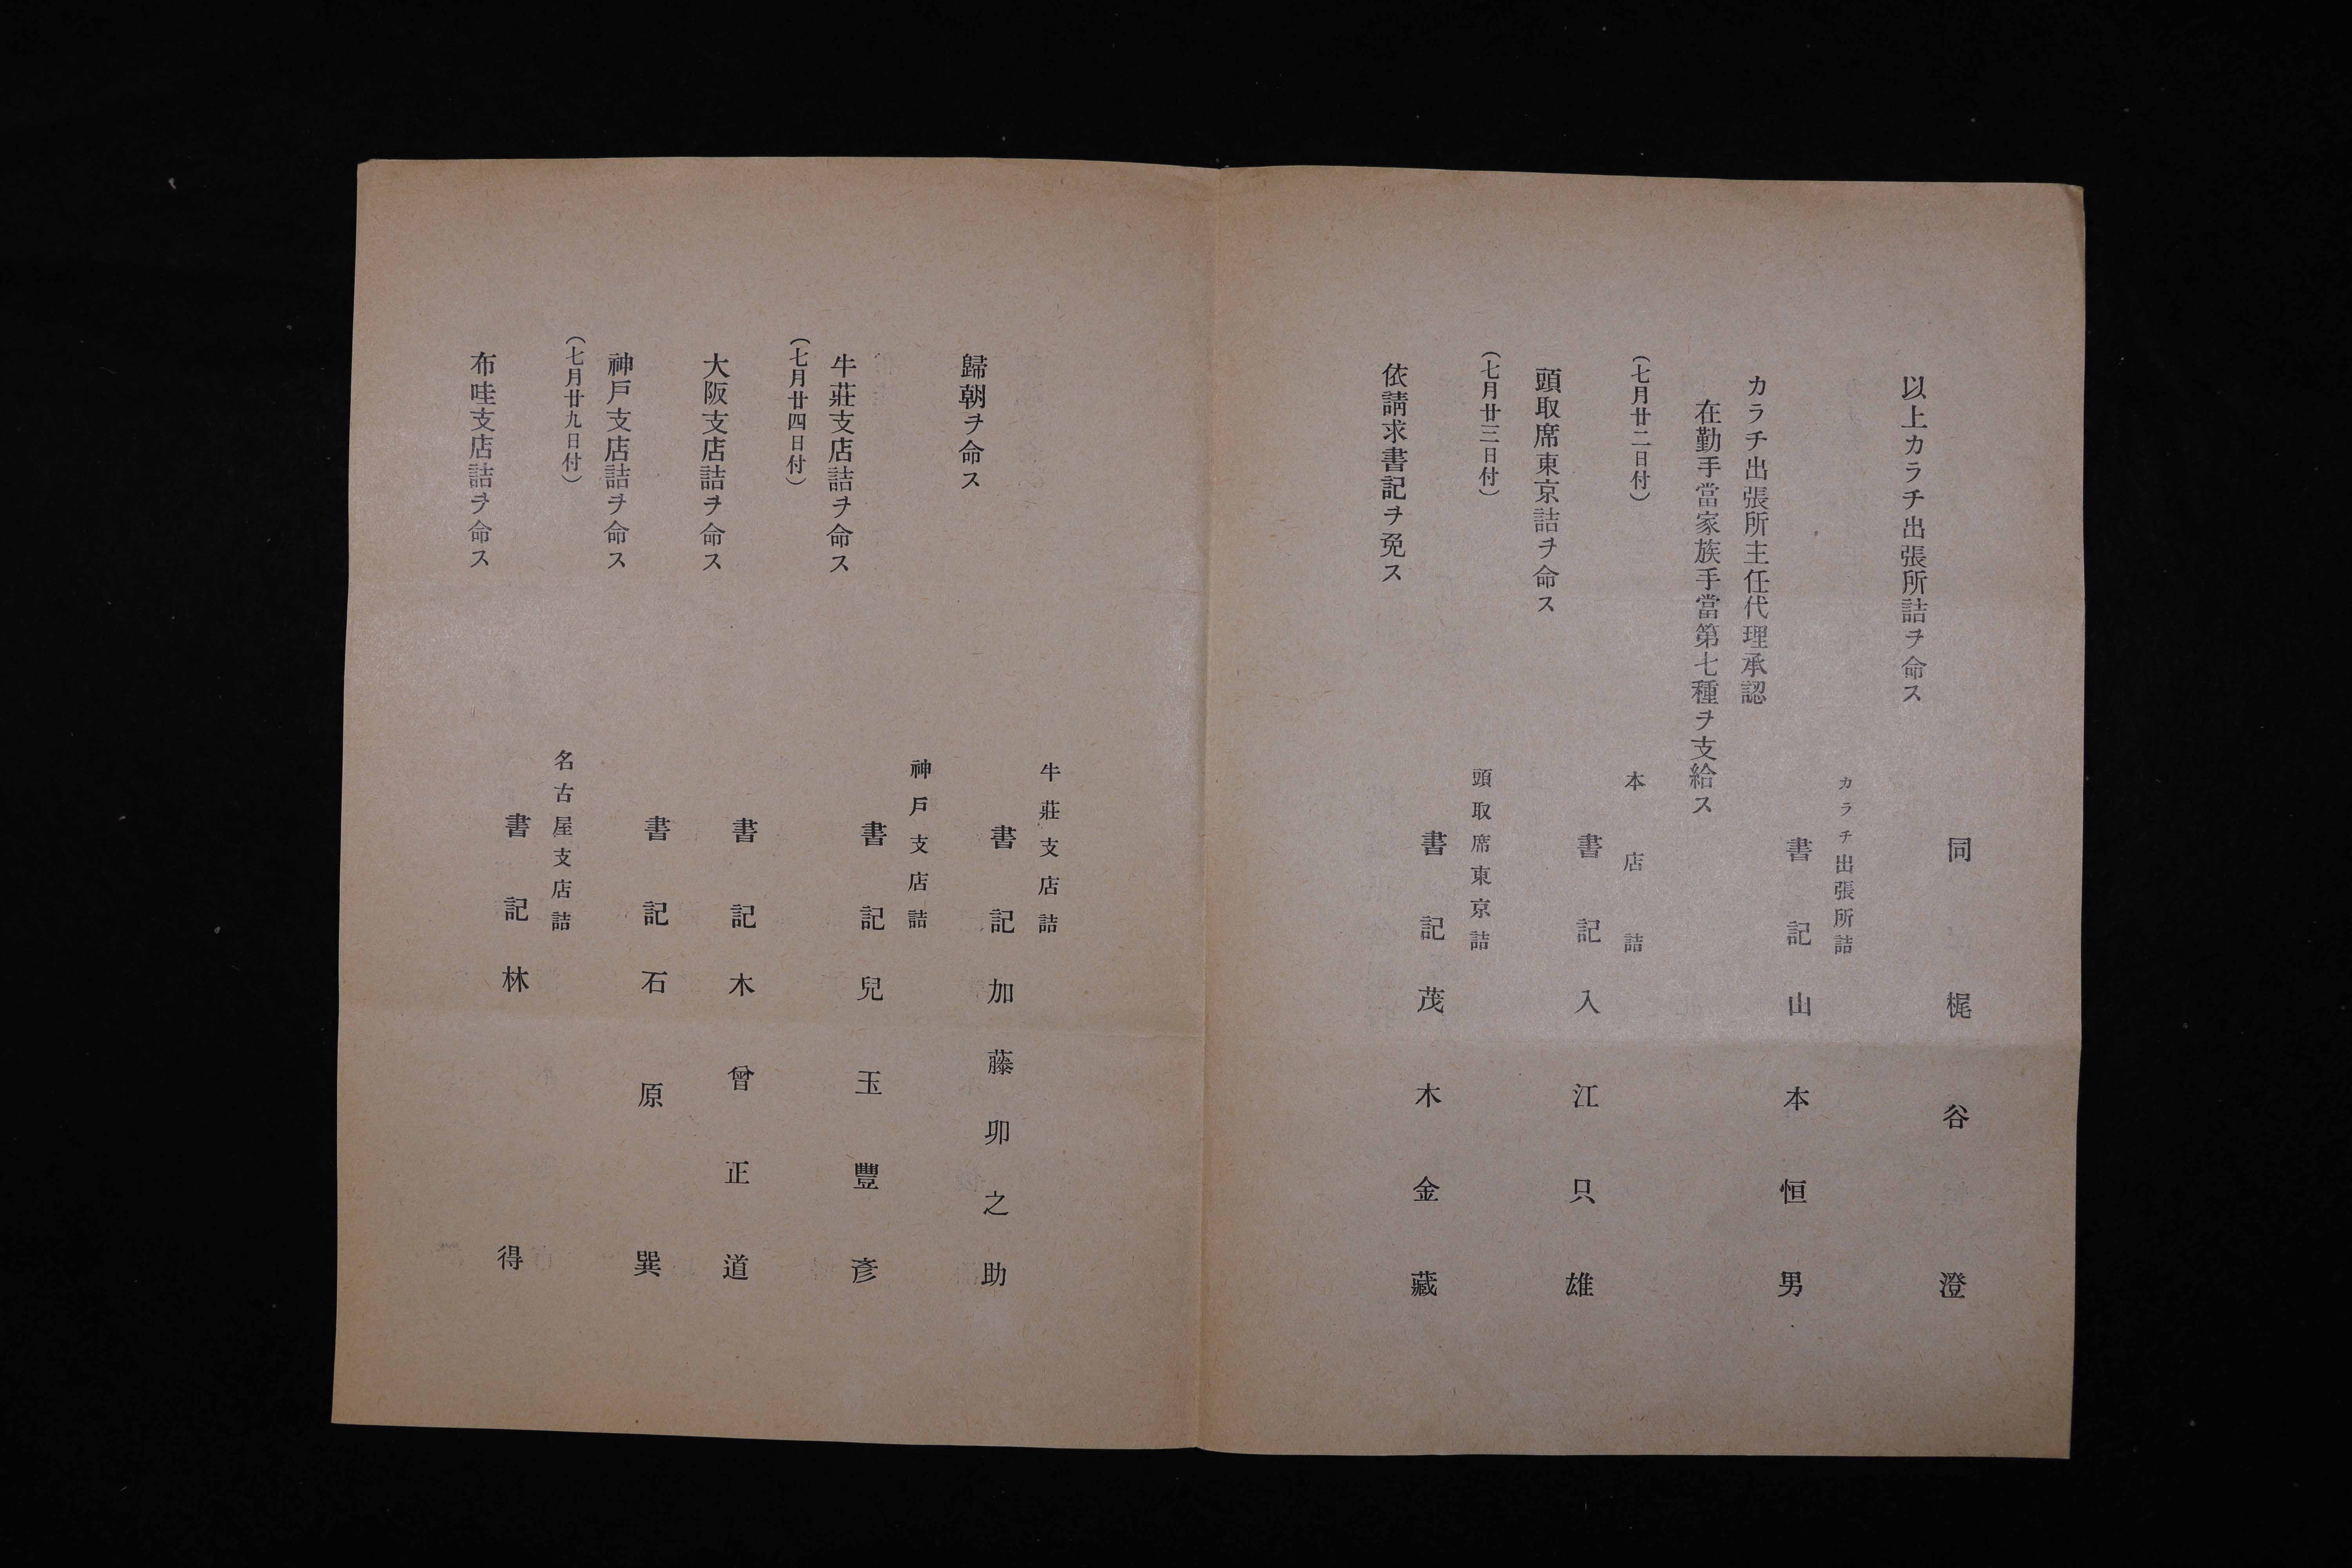 同 梶谷澄
以上カラチ出張所詰ヲ命ス
カラチ出張所詰
書記 山本恒男
カラチ出張所主任代理承認
在勤手當家族手當第七種ヲ支給ス
(七月廿二日付)
本店詰
書記 入江只雄
頭取席東京詰ヲ命ス
(七月廿三日付)
頭取席東京詰
書記 茂木金藏
依請求書記ヲ免ス
牛莊支店詰
書記 加藤卯之助
歸朝ヲ命ス
神戶支店詰
書記 兒玉豐彥
牛莊支店詰ヲ命ス
(七月廿四日付)
書記 木曾正道
大阪支店詰ヲ命ス
書記 石原巽
神戶支店詰ヲ命ス
(七月廿九日付)
名古屋支店詰
書記 林得
布哇支店詰ヲ命ス